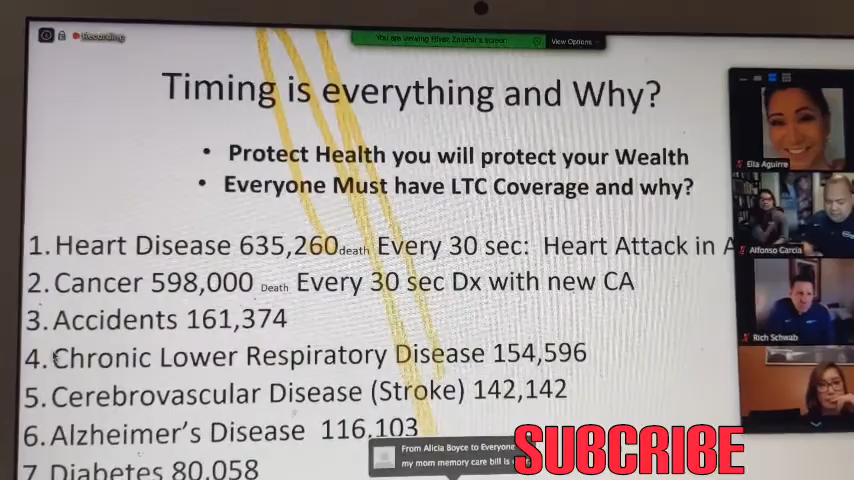 Recording
You are viewing
screen
View Options
Timing is everything and Why?
• Protect Health you will protect your Wealth
• Everyone Must have LTC Coverage and why?
1. Heart Disease 635,260 death Every 30 sec: Heart Attack in A
2. Cancer 598,000 Death Every 30 sec Dx with new CA
3. Accidents 161,374
4. Chronic Lower Respiratory Disease 154,596
5. Cerebrovascular Disease (Stroke) 142,142
6. Alzheimer's Disease 116,103
7 Diabetes 80,058
Ella Aguirre
Alfonso Garcia
Rich Schwab
From Alicia Boyce to Everyone
my mom memory care bill is
SUBCRIBE